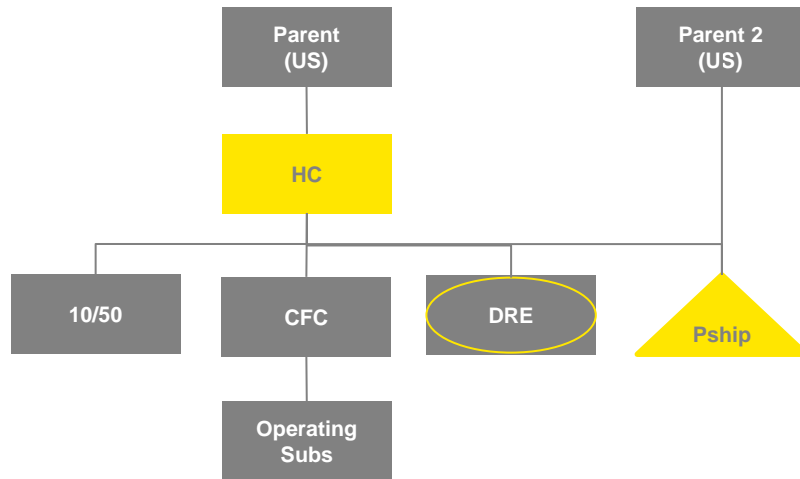 Parent
(US)
Parent 2
(US)
HC
10/50
CFC
DRE
Pship
Operating
Subs